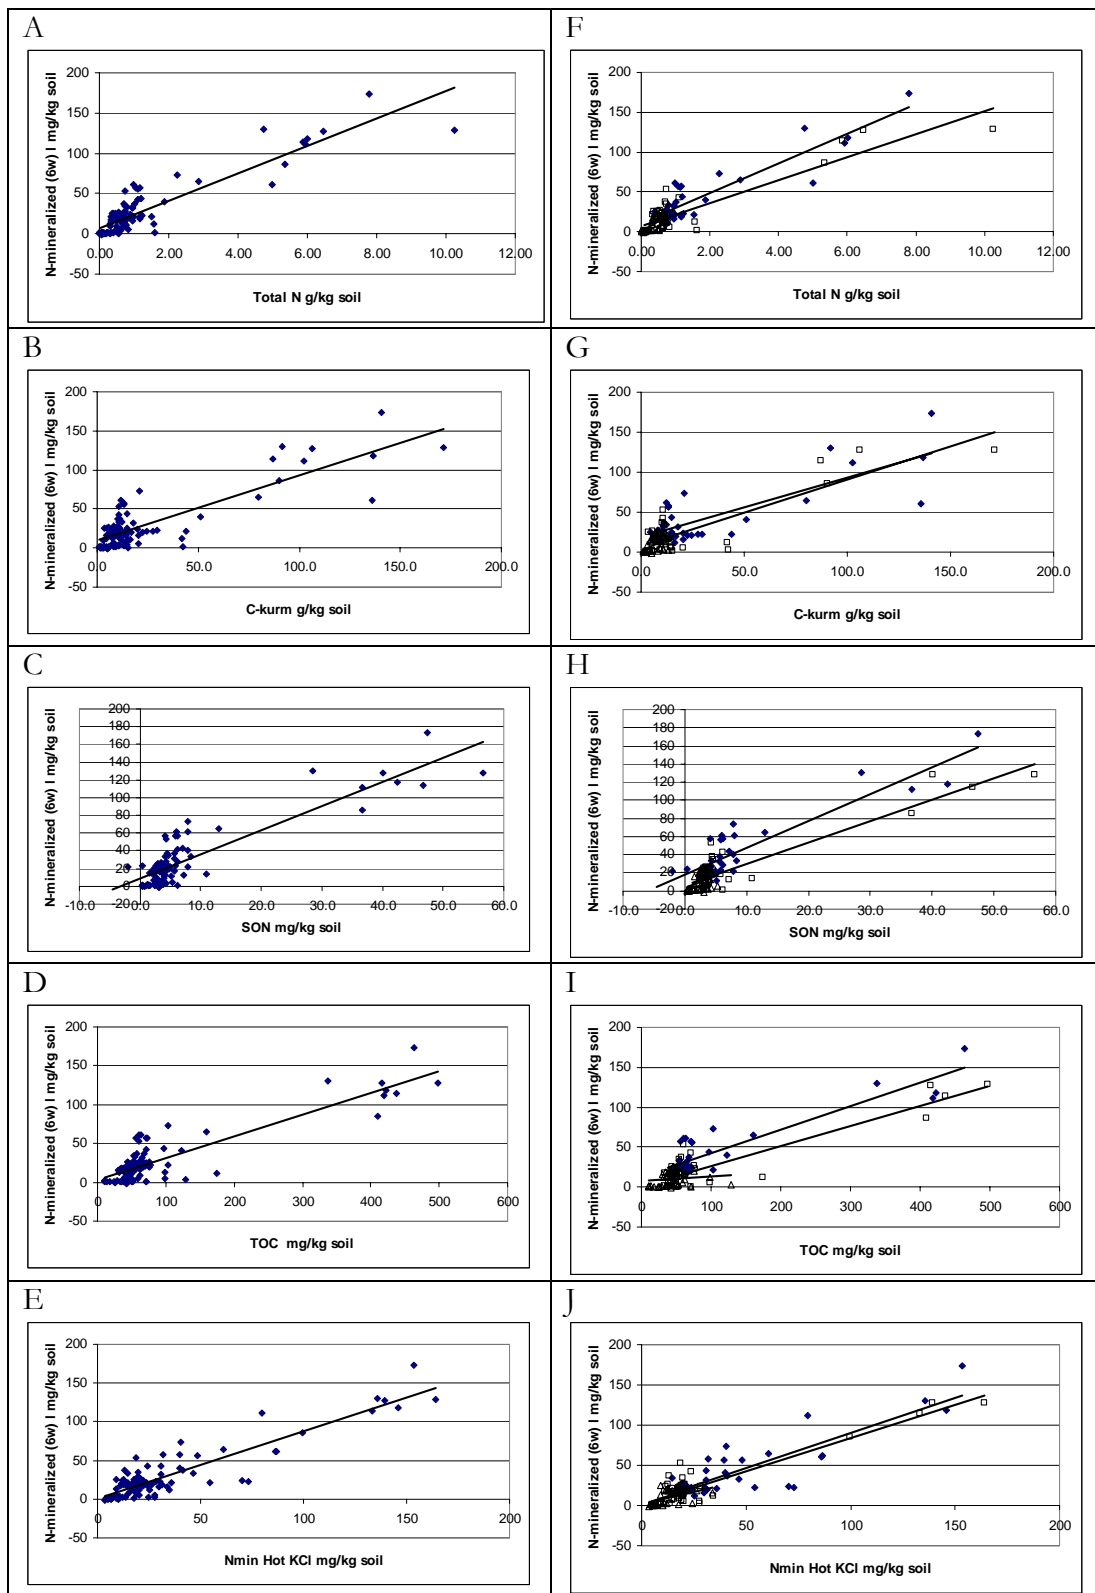 A
N-mineralized (6w) I mg/kg soil
200
150
100
50
0
-50
0.00 2.00 4.00 6.00 8.00 10.00 12.00
Total N g/kg soil
F
N-mineralized (6w) I mg/kg soil
200
150
100
50
0
-50
0.00 2.00 4.00 6.00 8.00 10.00 12.00
Total N g/kg soil
B
N-mineralized (6w) I mg/kg soil
200
150
100
50
0
-50
0.0 50.0 100.0 150.0 200.0
C-kurm g/kg soil
G
N-mineralized (6w) I mg/kg soil
200
150
100
50
0
-50
0.0 50.0 100.0 150.0 200.0
C-kurm g/kg soil
C
N-mineralized (6w) I mg/kg soil
200
180
160
140
120
100
80
60
40
20
0
-20
-10.0 0.0 10.0 20.0 30.0 40.0 50.0 60.0
SON mg/kg soil
H
N-mineralized (6w) I mg/kg soil
200
180
160
140
120
100
80
60
40
20
0
-20
-10.0 0.0 10.0 20.0 30.0 40.0 50.0 60.0
SON mg/kg soil
D
N-mineralized (6w) I mg/kg soil
200
150
100
50
0
-50
0 100 200 300 400 500 600
TOC mg/kg soil
I
N-mineralized (6w) I mg/kg soil
200
150
100
50
0
-50
0 100 200 300 400 500 600
TOC mg/kg soil
E
N-mineralized (6w) I mg/kg soil
200
150
100
50
0
-50
0 50 100 150 200
Nmin Hot KCl mg/kg soil
J
N-mineralized (6w) I mg/kg soil
200
150
100
50
0
-50
0 50 100 150 200
Nmin Hot KCl mg/kg soil